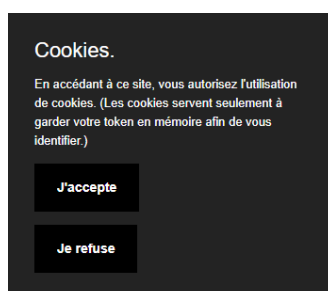 Cookies.
En accédant à ce site, vous autorisez l'utilisation
de cookies. (Les cookies servent seulement à
garder votre token en mémoire afin de vous
identifier.)
J'accepte
Je refuse